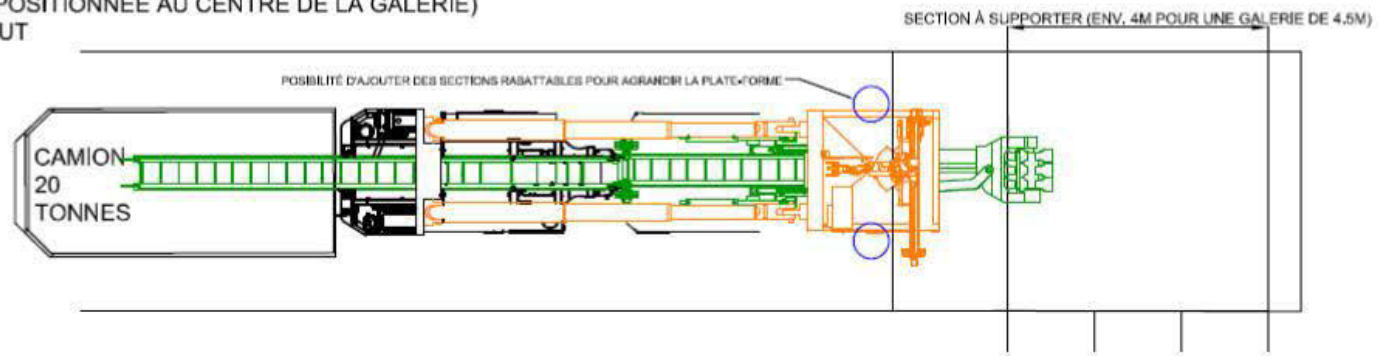 POSITIONNÉE AU CENTRE DE LA GALERIE)
UT
SECTION À SUPPORTER (ENV. 4M POUR UNE GALERIE DE 4.5M)
POSIBILITÉ D'AJOUTER DES SECTIONS RABATTABLES POUR AGRANDIR LA PLATE-FORME
CAMION
20
TONNES